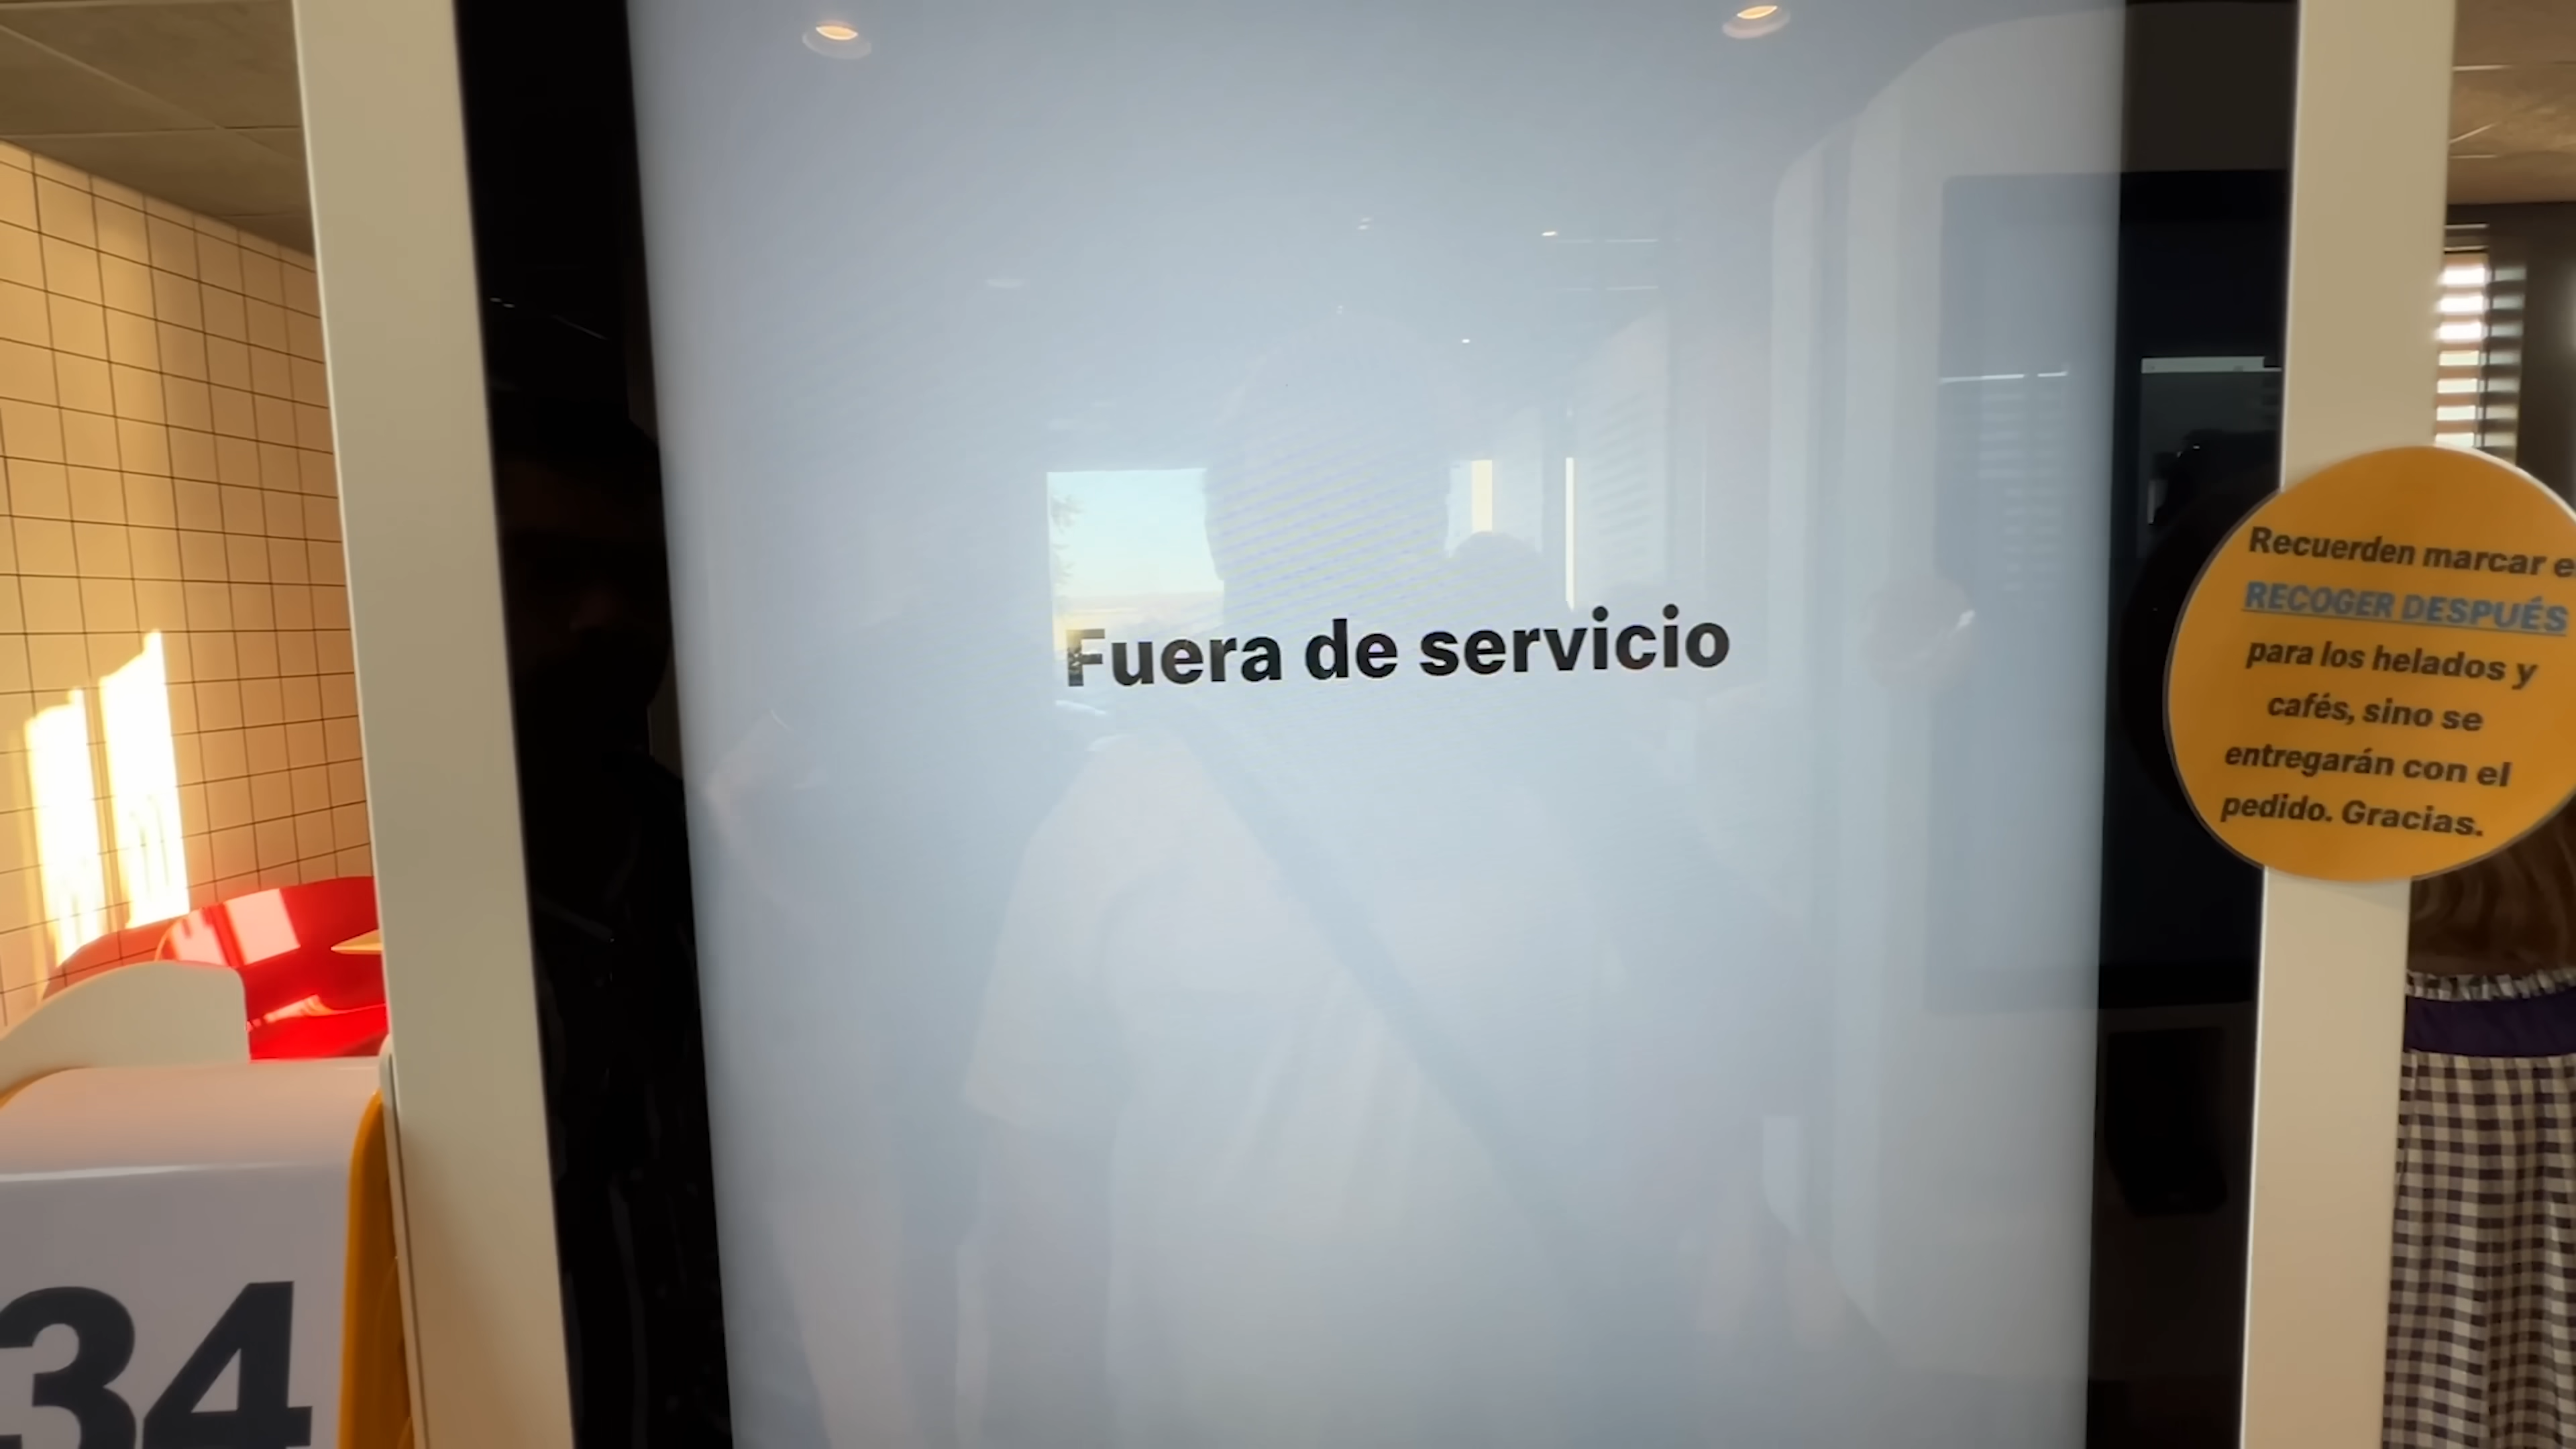 Fuera de servicio
Recuerden marcar e
RECOGER DESPUÉS
para los helados y
cafés, sino se
entregarán con el
pedido. Gracias.
34